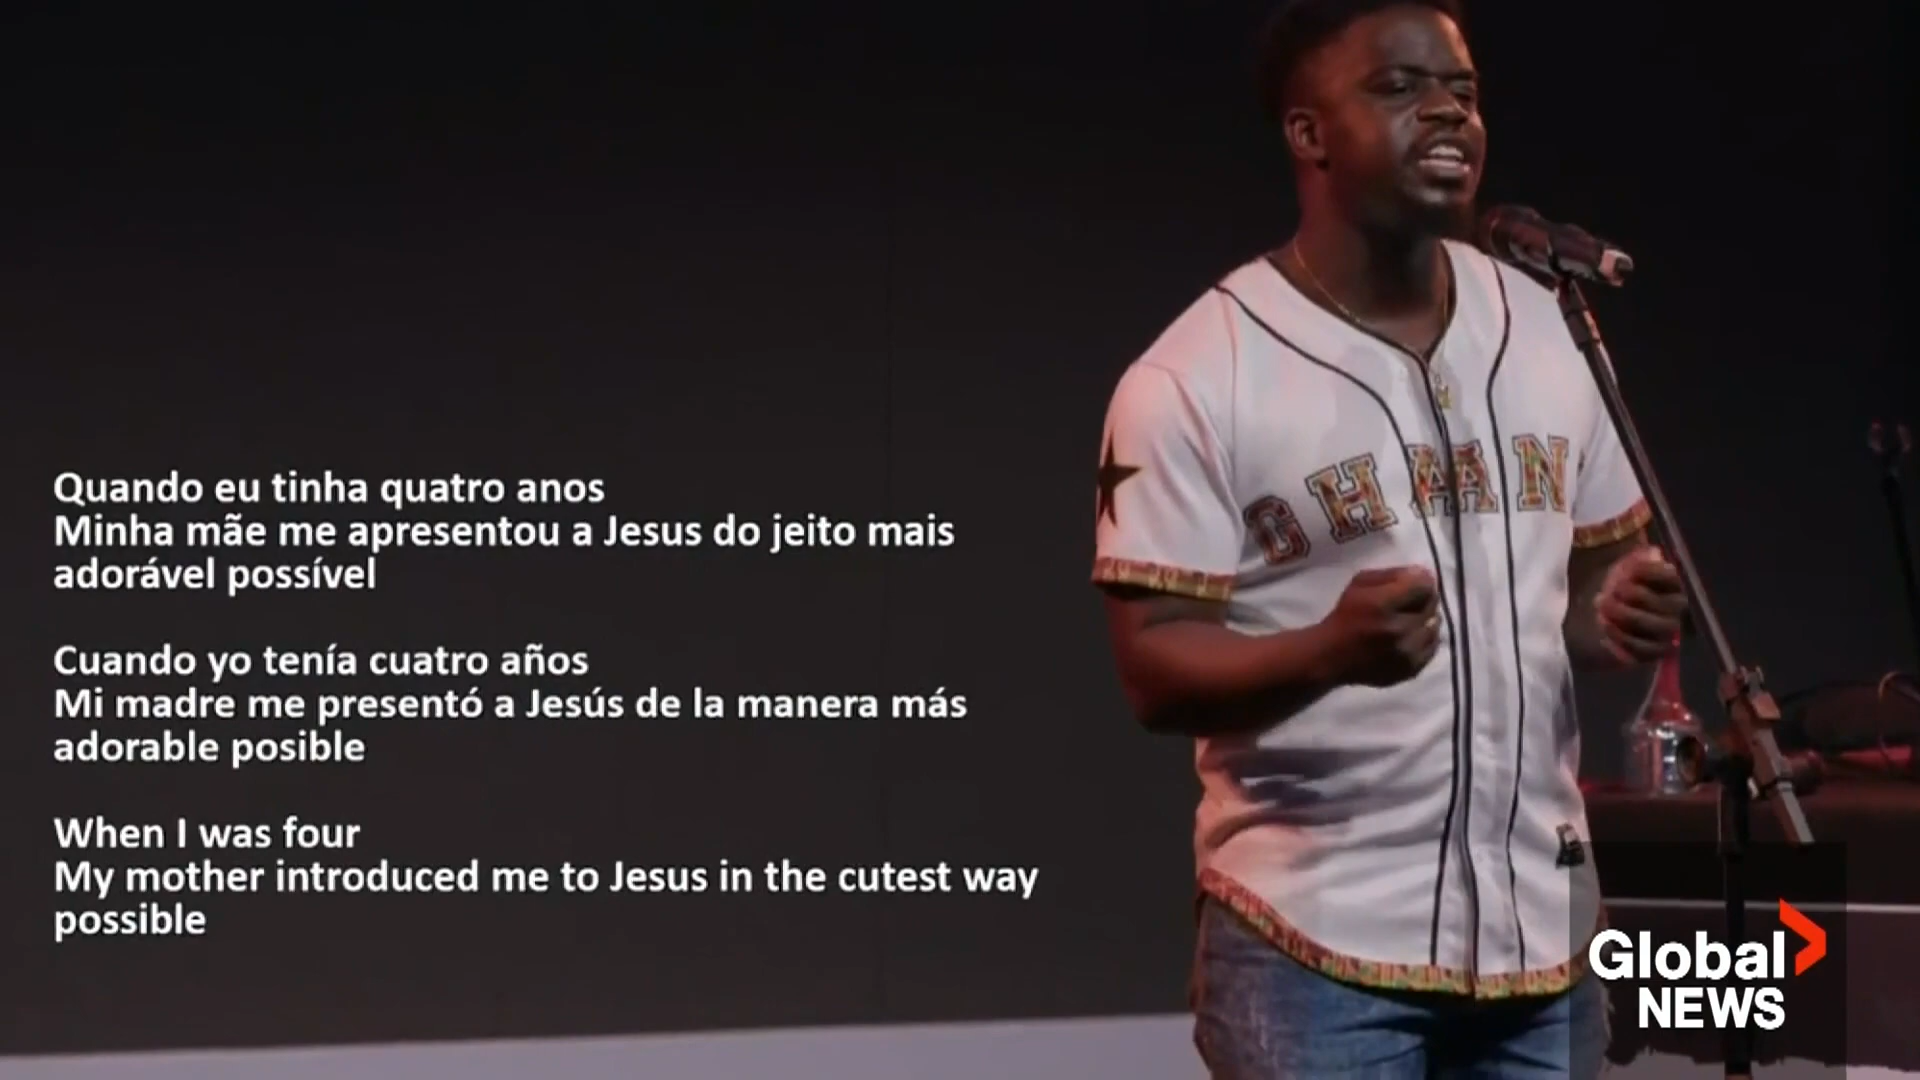 Quando eu tinha quatro anos
Minha mãe me apresentou a Jesus do jeito mais
adorável possível
Cuando yo tenía cuatro años
Mi madre me presentó a Jesús de la manera más
adorable posible
When I was four
My mother introduced me to Jesus in the cutest way
possible
GHAAN
Global
NEWS